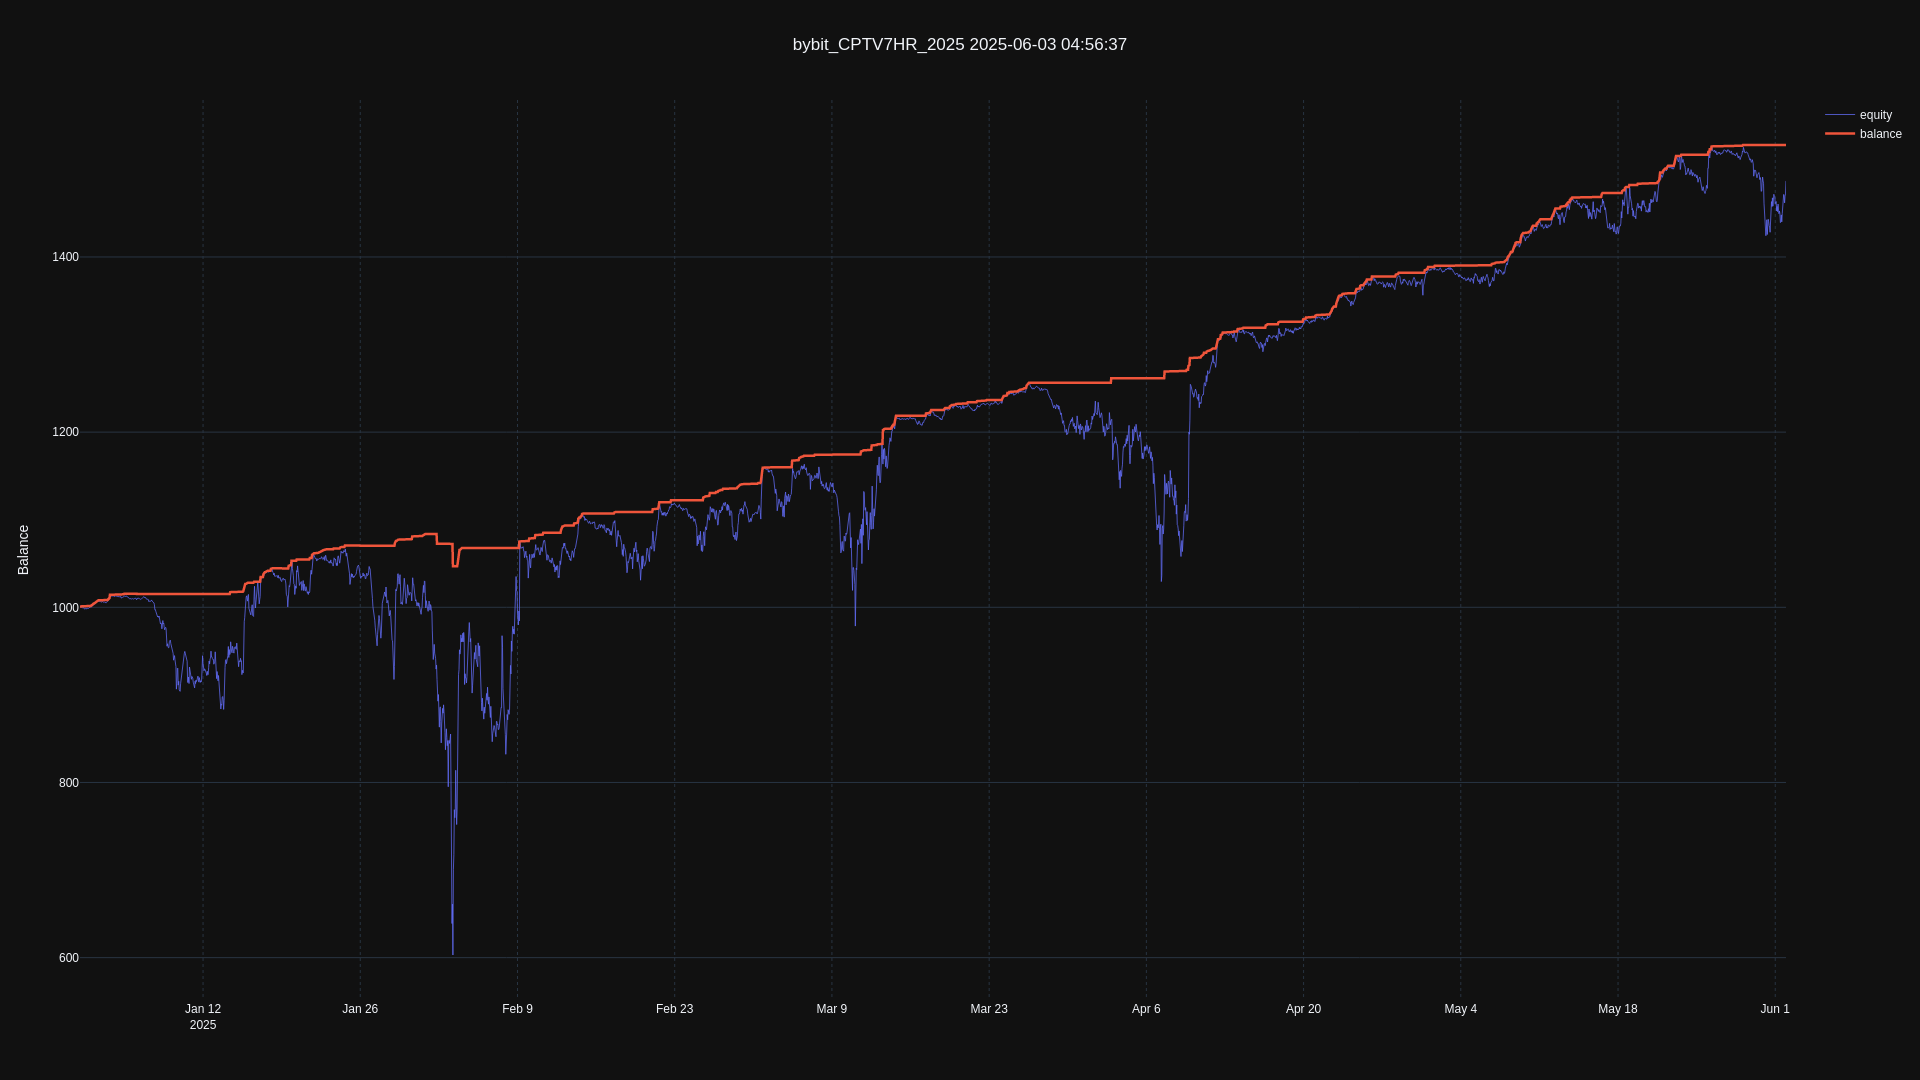 bybit_CPTV7HR_2025 2025-06-03 04:56:37
equity
balance
Balance
1400
1200
1000
800
600
Jan 12
2025
Jan 26
Feb 9
Feb 23
Mar 9
Mar 23
Apr 6
Apr 20
May 4
May 18
Jun 1